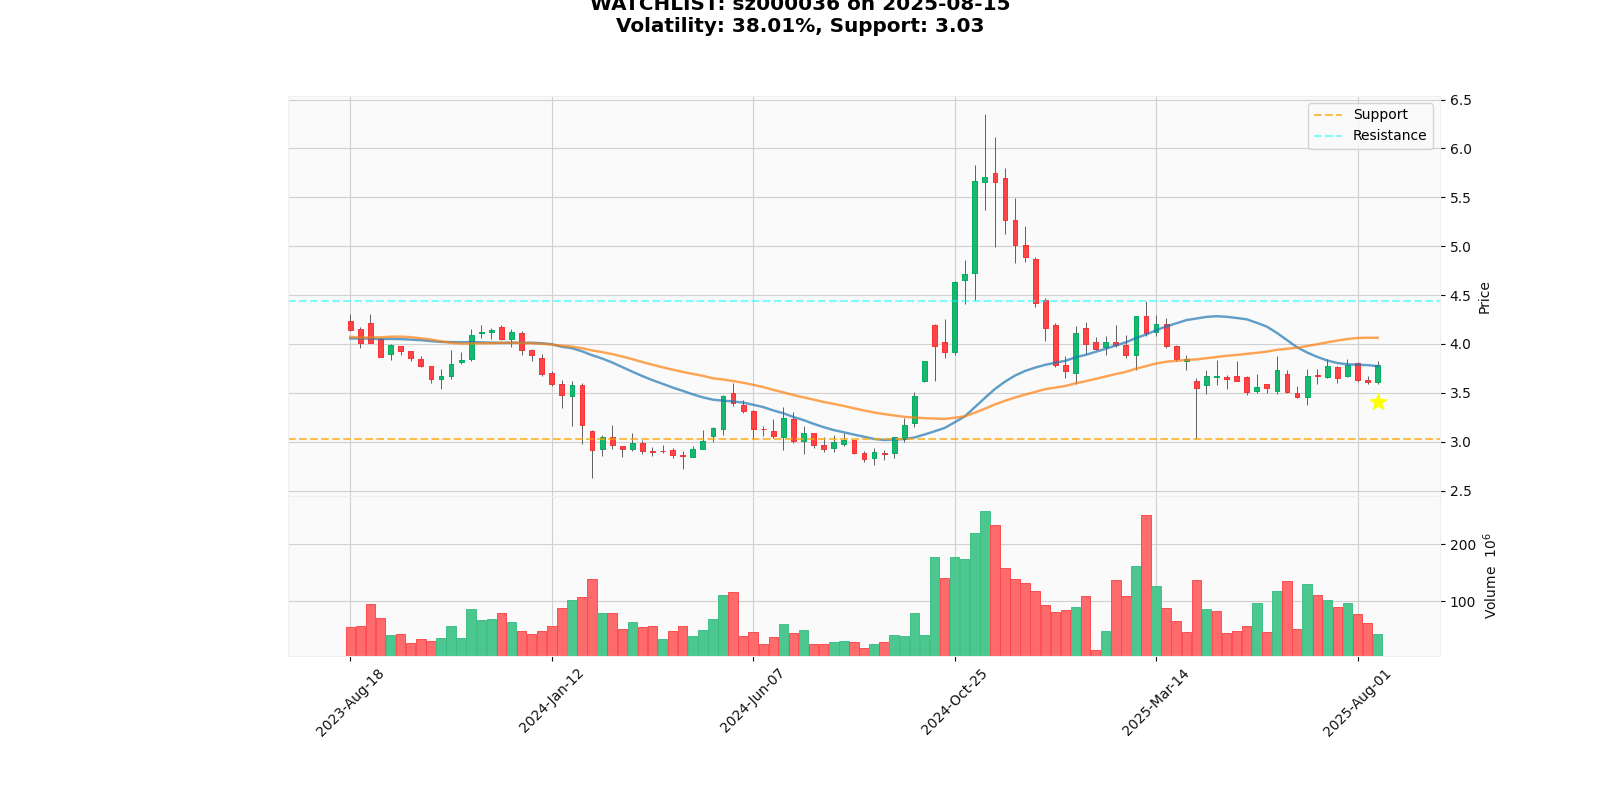 WATCHLIST: sz000036 on 2025-08-15
Volatility: 38.01%, Support: 3.03
Support
Resistance
6.5
6.0
5.5
5.0
4.5
4.0
3.5
3.0
2.5
Price
200
100
Volume 10^6
2023-Aug-18
2024-Jan-12
2024-Jun-07
2024-Oct-25
2025-Mar-14
2025-Aug-01